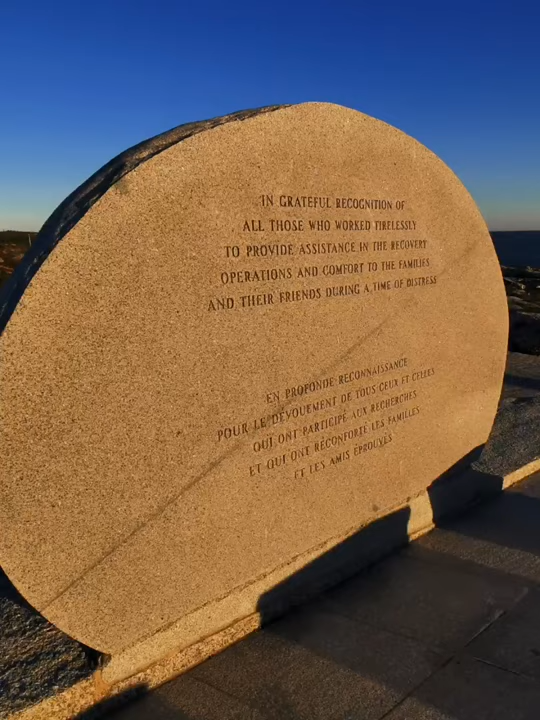 IN GRATEFUL RECOGNITION OF
ALL THOSE WHO WORKED TIRELESSLY
TO PROVIDE ASSISTANCE IN THE RECOVERY
OPERATIONS AND COMFORT TO THE FAMILIES
AND THEIR FRIENDS DURING A TIME OF DISTRESS
EN PROFONDE RECONNAISSANCE
POUR LE DÉVOUEMENT DE TOUS CEUX ET CELLES
QUI ONT PARTICIPÉ AUX RECHERCHES
ET QUI ONT RÉCONFORTÉ LES FAMILLES
ET LES AMIS ÉPROUVÉS